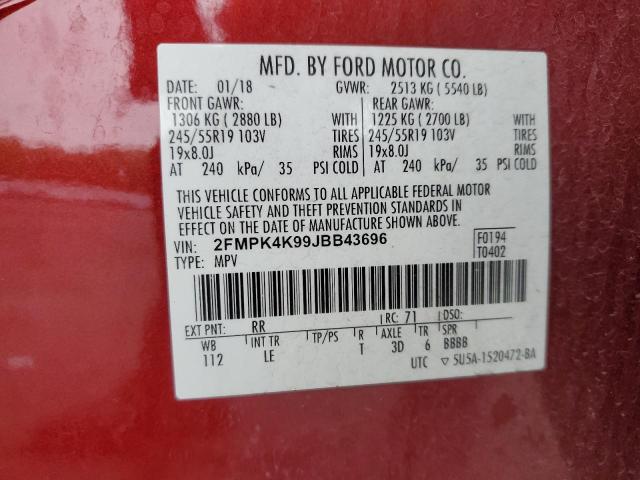 MFD. BY FORD MOTOR CO.
DATE: 01/18 GVWR: 2513 KG ( 5540 LB)
FRONT GAWR: REAR GAWR:
1306 KG ( 2880 LB) WITH 1225 KG ( 2700 LB) WITH
245/55R19 103V TIRES 245/55R19 103V TIRES
19x8.0J RIMS 19x8.0J RIMS
AT 240 kPa/ 35 PSI COLD AT 240 kPa/ 35 PSI COLD
THIS VEHICLE CONFORMS TO ALL APPLICABLE FEDERAL MOTOR
VEHICLE SAFETY AND THEFT PREVENTION STANDARDS IN
EFFECT ON THE DATE OF MANUFACTURE SHOWN ABOVE.
VIN: 2FMPK4K99JBB43696 F0194
TYPE: MPV T0402
EXT PNT: RR RC: 71 DSO:
WB INT TR TP/PS R AXLE TR SPR
112 LE T 3D 6 BBBB
UTC ▽ 5U5A-1520472-BA